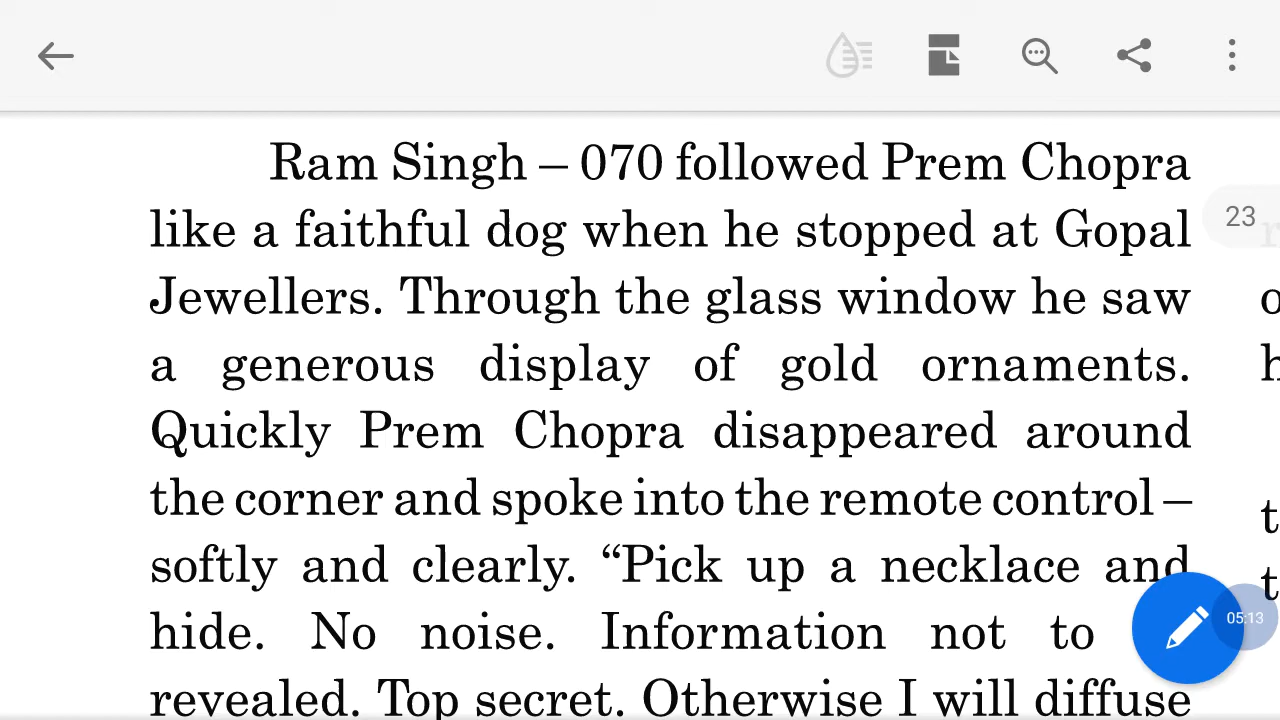 Ram Singh – 070 followed Prem Chopra
like a faithful dog when he stopped at Gopal
23
Jewellers. Through the glass window he saw
a generous display of gold ornaments.
Quickly Prem Chopra disappeared around
the corner and spoke into the remote control –
softly and clearly. “Pick up a necklace and
hide. No noise. Information not to
05:13
revealed. Top secret. Otherwise I will diffuse